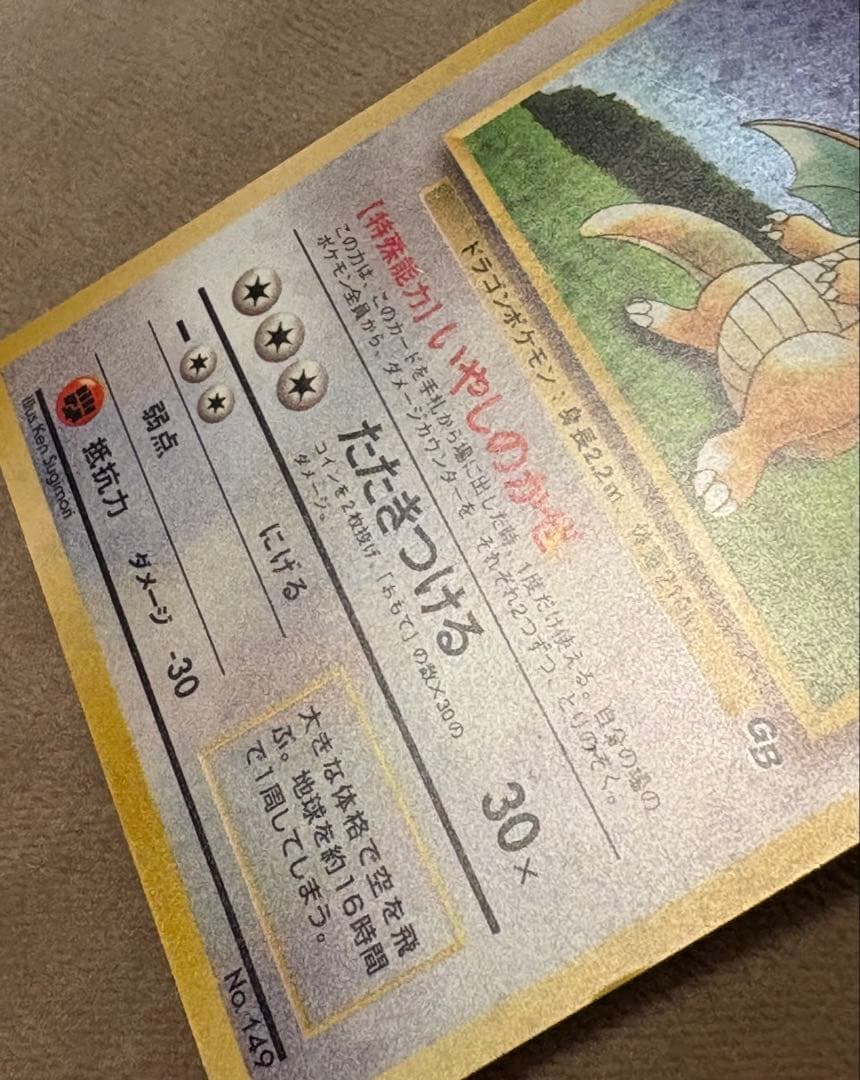 GB
ドラゴンポケモン：身長2.2m
【特殊能力】いやしのかぜ
この力は、このカードを手札から場に出した時、1度だけ使える。自分の場の
ポケモン全員から、ダメージカウンターを、それぞれ2つずつ、とりのぞく。
たたきつける 30×
コインを2枚投げ「おもて」の数×30の
ダメージ。
にげる
弱点 -
抵抗力 ダメージ -30
大きな体格で空を飛
ぶ。地球を約16時間
で1周してしまう。
Illus. Ken Sugimori
No.149